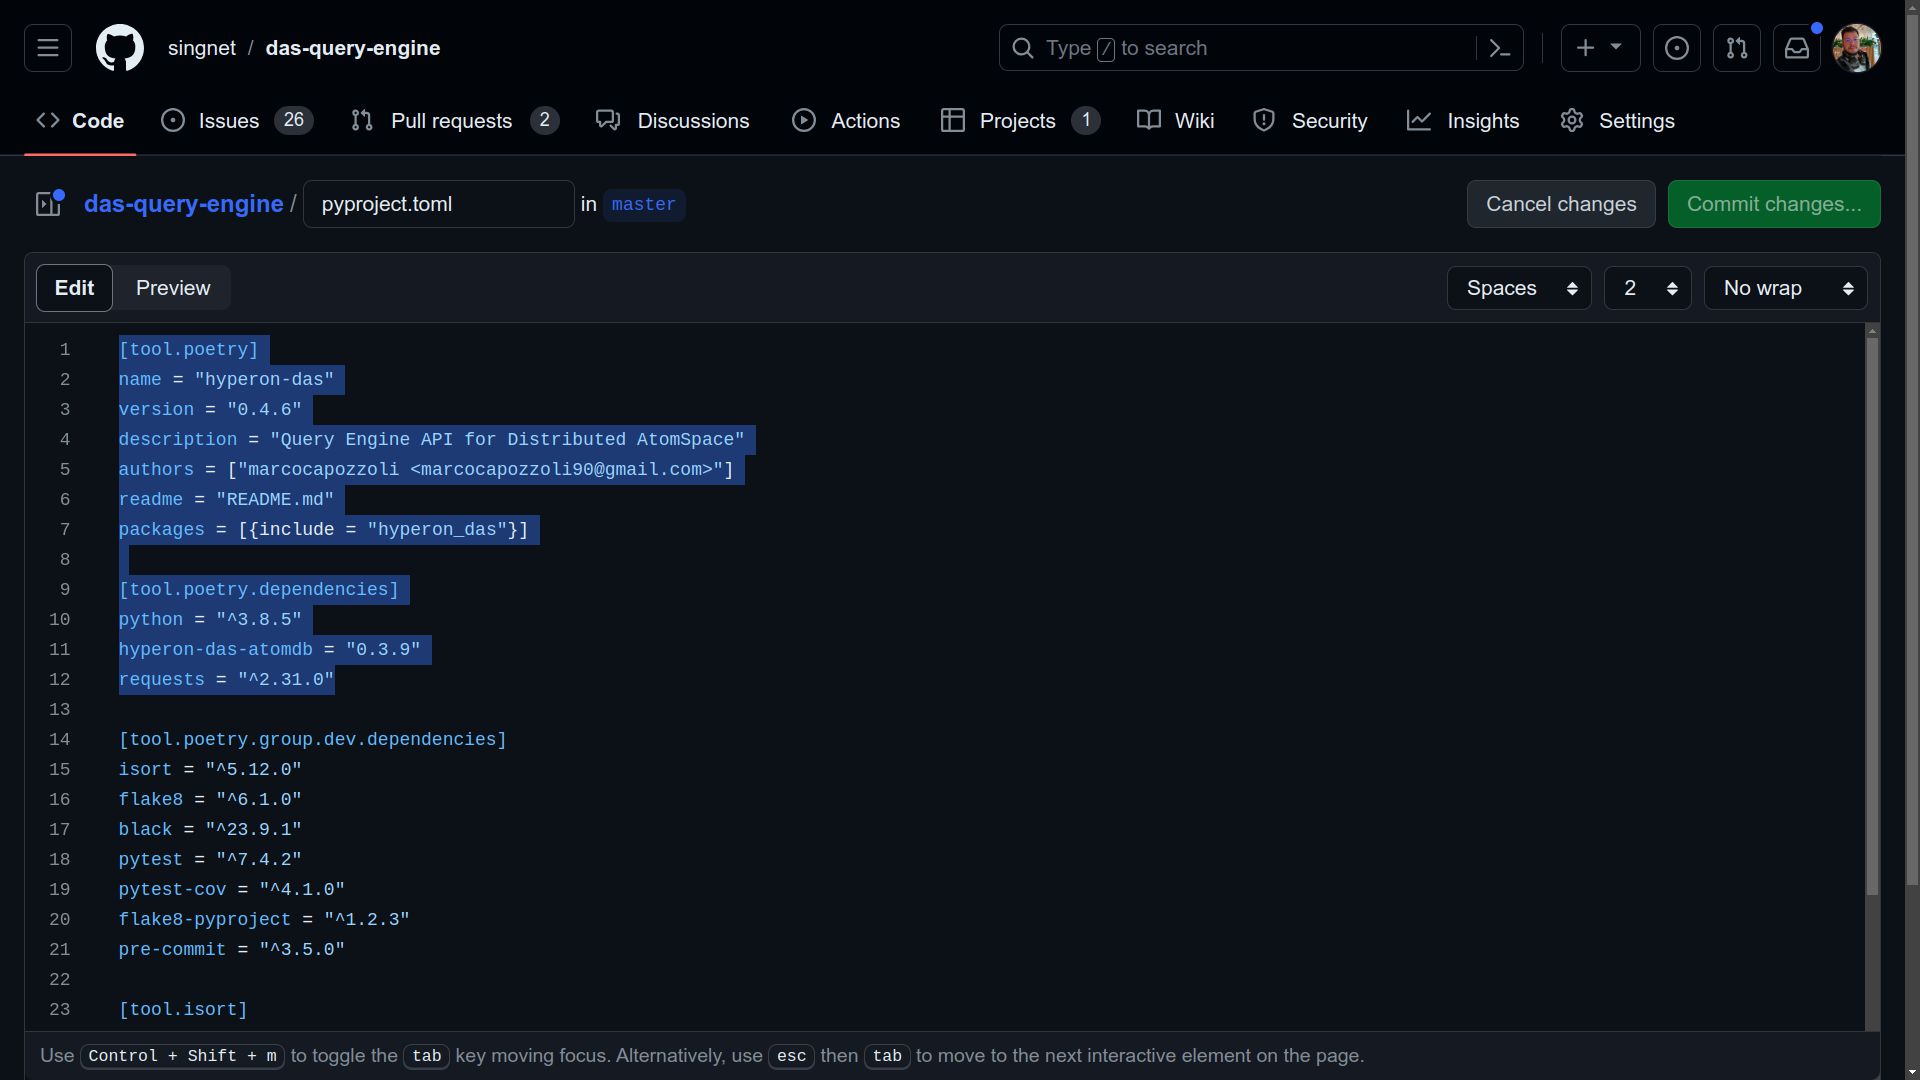 singnet / das-query-engine
Type / to search
Code
Issues 26
Pull requests 2
Discussions
Actions
Projects 1
Wiki
Security
Insights
Settings
das-query-engine / pyproject.toml in master
Cancel changes
Commit changes...
Edit
Preview
Spaces
2
No wrap
1 [tool.poetry]
2 name = "hyperon-das"
3 version = "0.4.6"
4 description = "Query Engine API for Distributed AtomSpace"
5 authors = ["marcocapozzoli <marcocapozzoli90@gmail.com>"]
6 readme = "README.md"
7 packages = [{include = "hyperon_das"}]
8
9 [tool.poetry.dependencies]
10 python = "^3.8.5"
11 hyperon-das-atomdb = "0.3.9"
12 requests = "^2.31.0"
13
14 [tool.poetry.group.dev.dependencies]
15 isort = "^5.12.0"
16 flake8 = "^6.1.0"
17 black = "^23.9.1"
18 pytest = "^7.4.2"
19 pytest-cov = "^4.1.0"
20 flake8-pyproject = "^1.2.3"
21 pre-commit = "^3.5.0"
22
23 [tool.isort]
Use Control + Shift + m to toggle the tab key moving focus. Alternatively, use esc then tab to move to the next interactive element on the page.